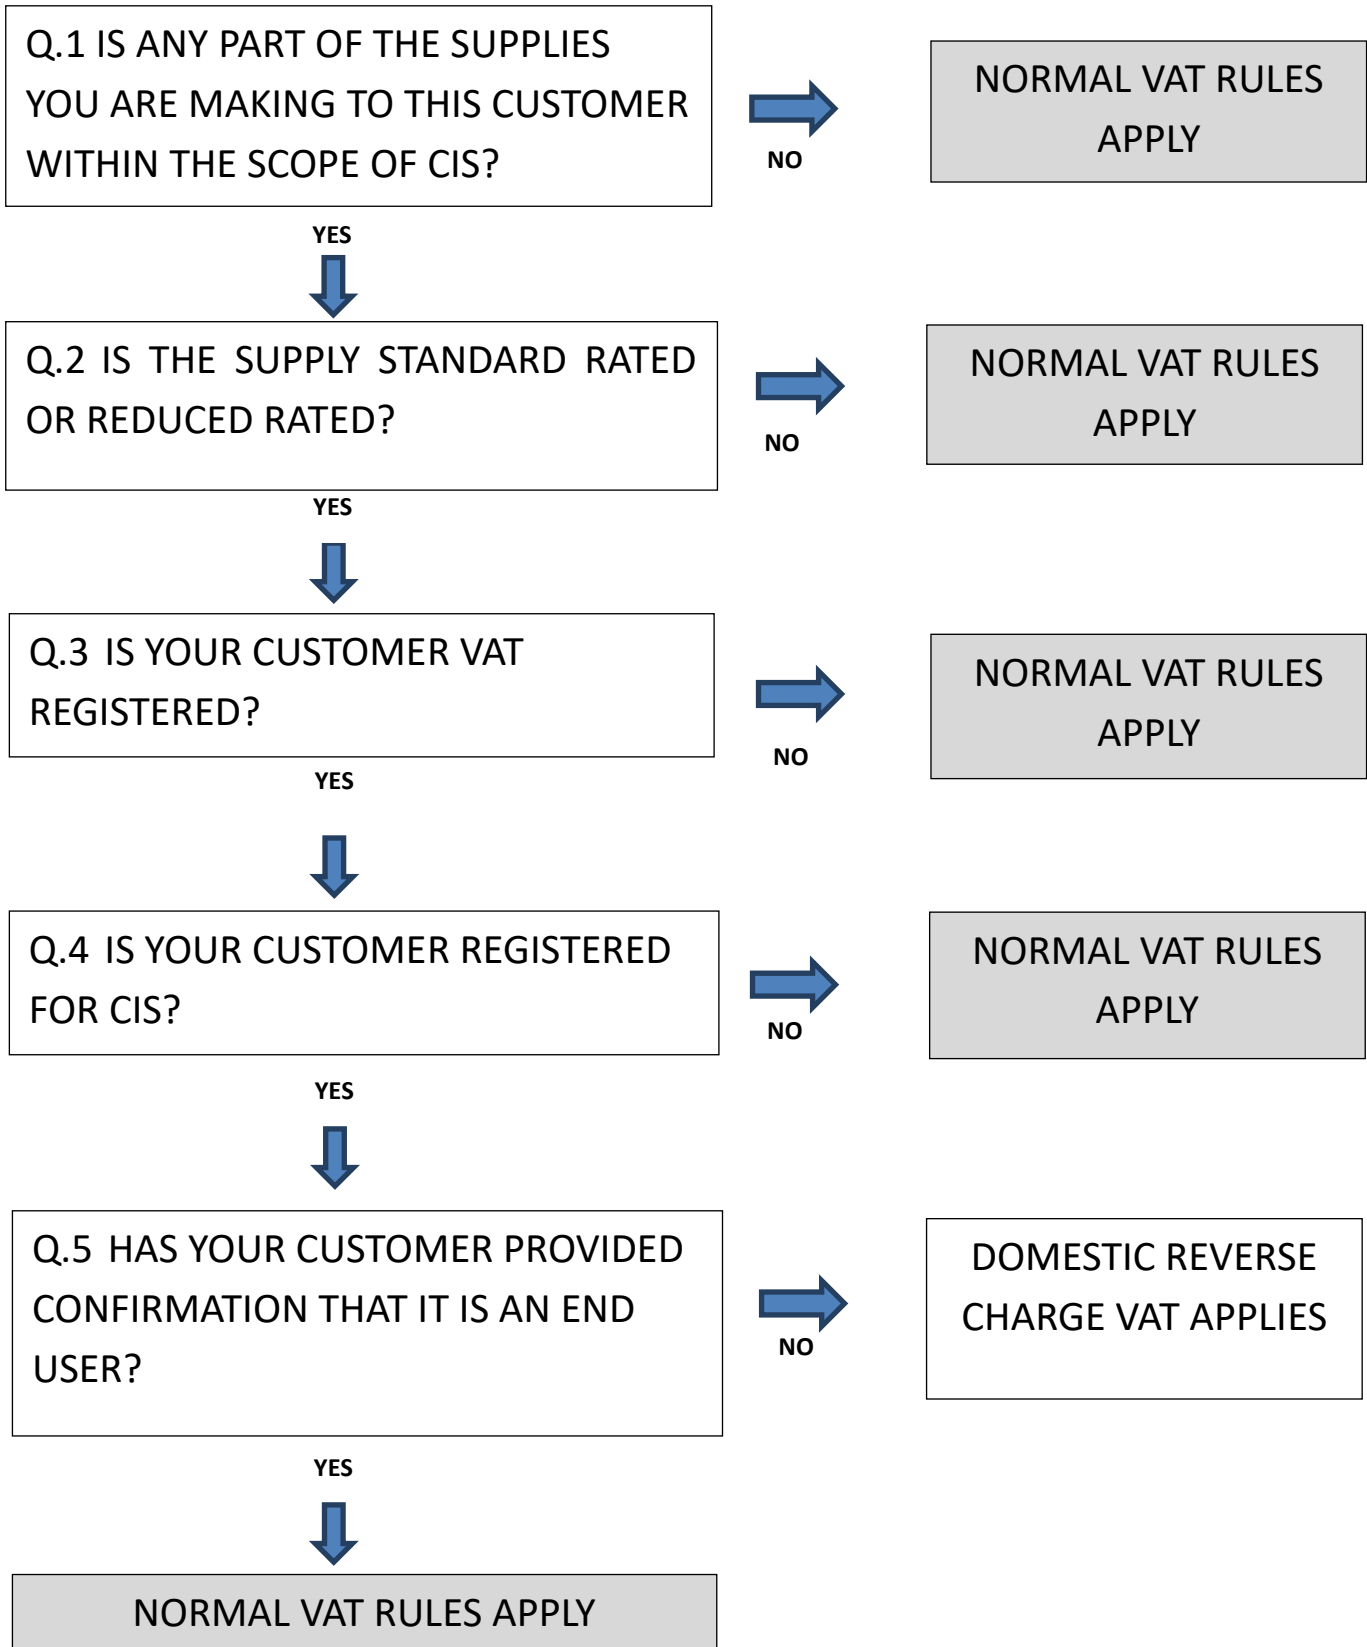 Q.1 IS ANY PART OF THE SUPPLIES
YOU ARE MAKING TO THIS CUSTOMER
WITHIN THE SCOPE OF CIS?
NO
NORMAL VAT RULES
APPLY
YES
Q.2 IS THE SUPPLY STANDARD RATED
OR REDUCED RATED?
NO
NORMAL VAT RULES
APPLY
YES
Q.3 IS YOUR CUSTOMER VAT
REGISTERED?
NO
NORMAL VAT RULES
APPLY
YES
Q.4 IS YOUR CUSTOMER REGISTERED
FOR CIS?
NO
NORMAL VAT RULES
APPLY
YES
Q.5 HAS YOUR CUSTOMER PROVIDED
CONFIRMATION THAT IT IS AN END
USER?
NO
DOMESTIC REVERSE
CHARGE VAT APPLIES
YES
NORMAL VAT RULES APPLY